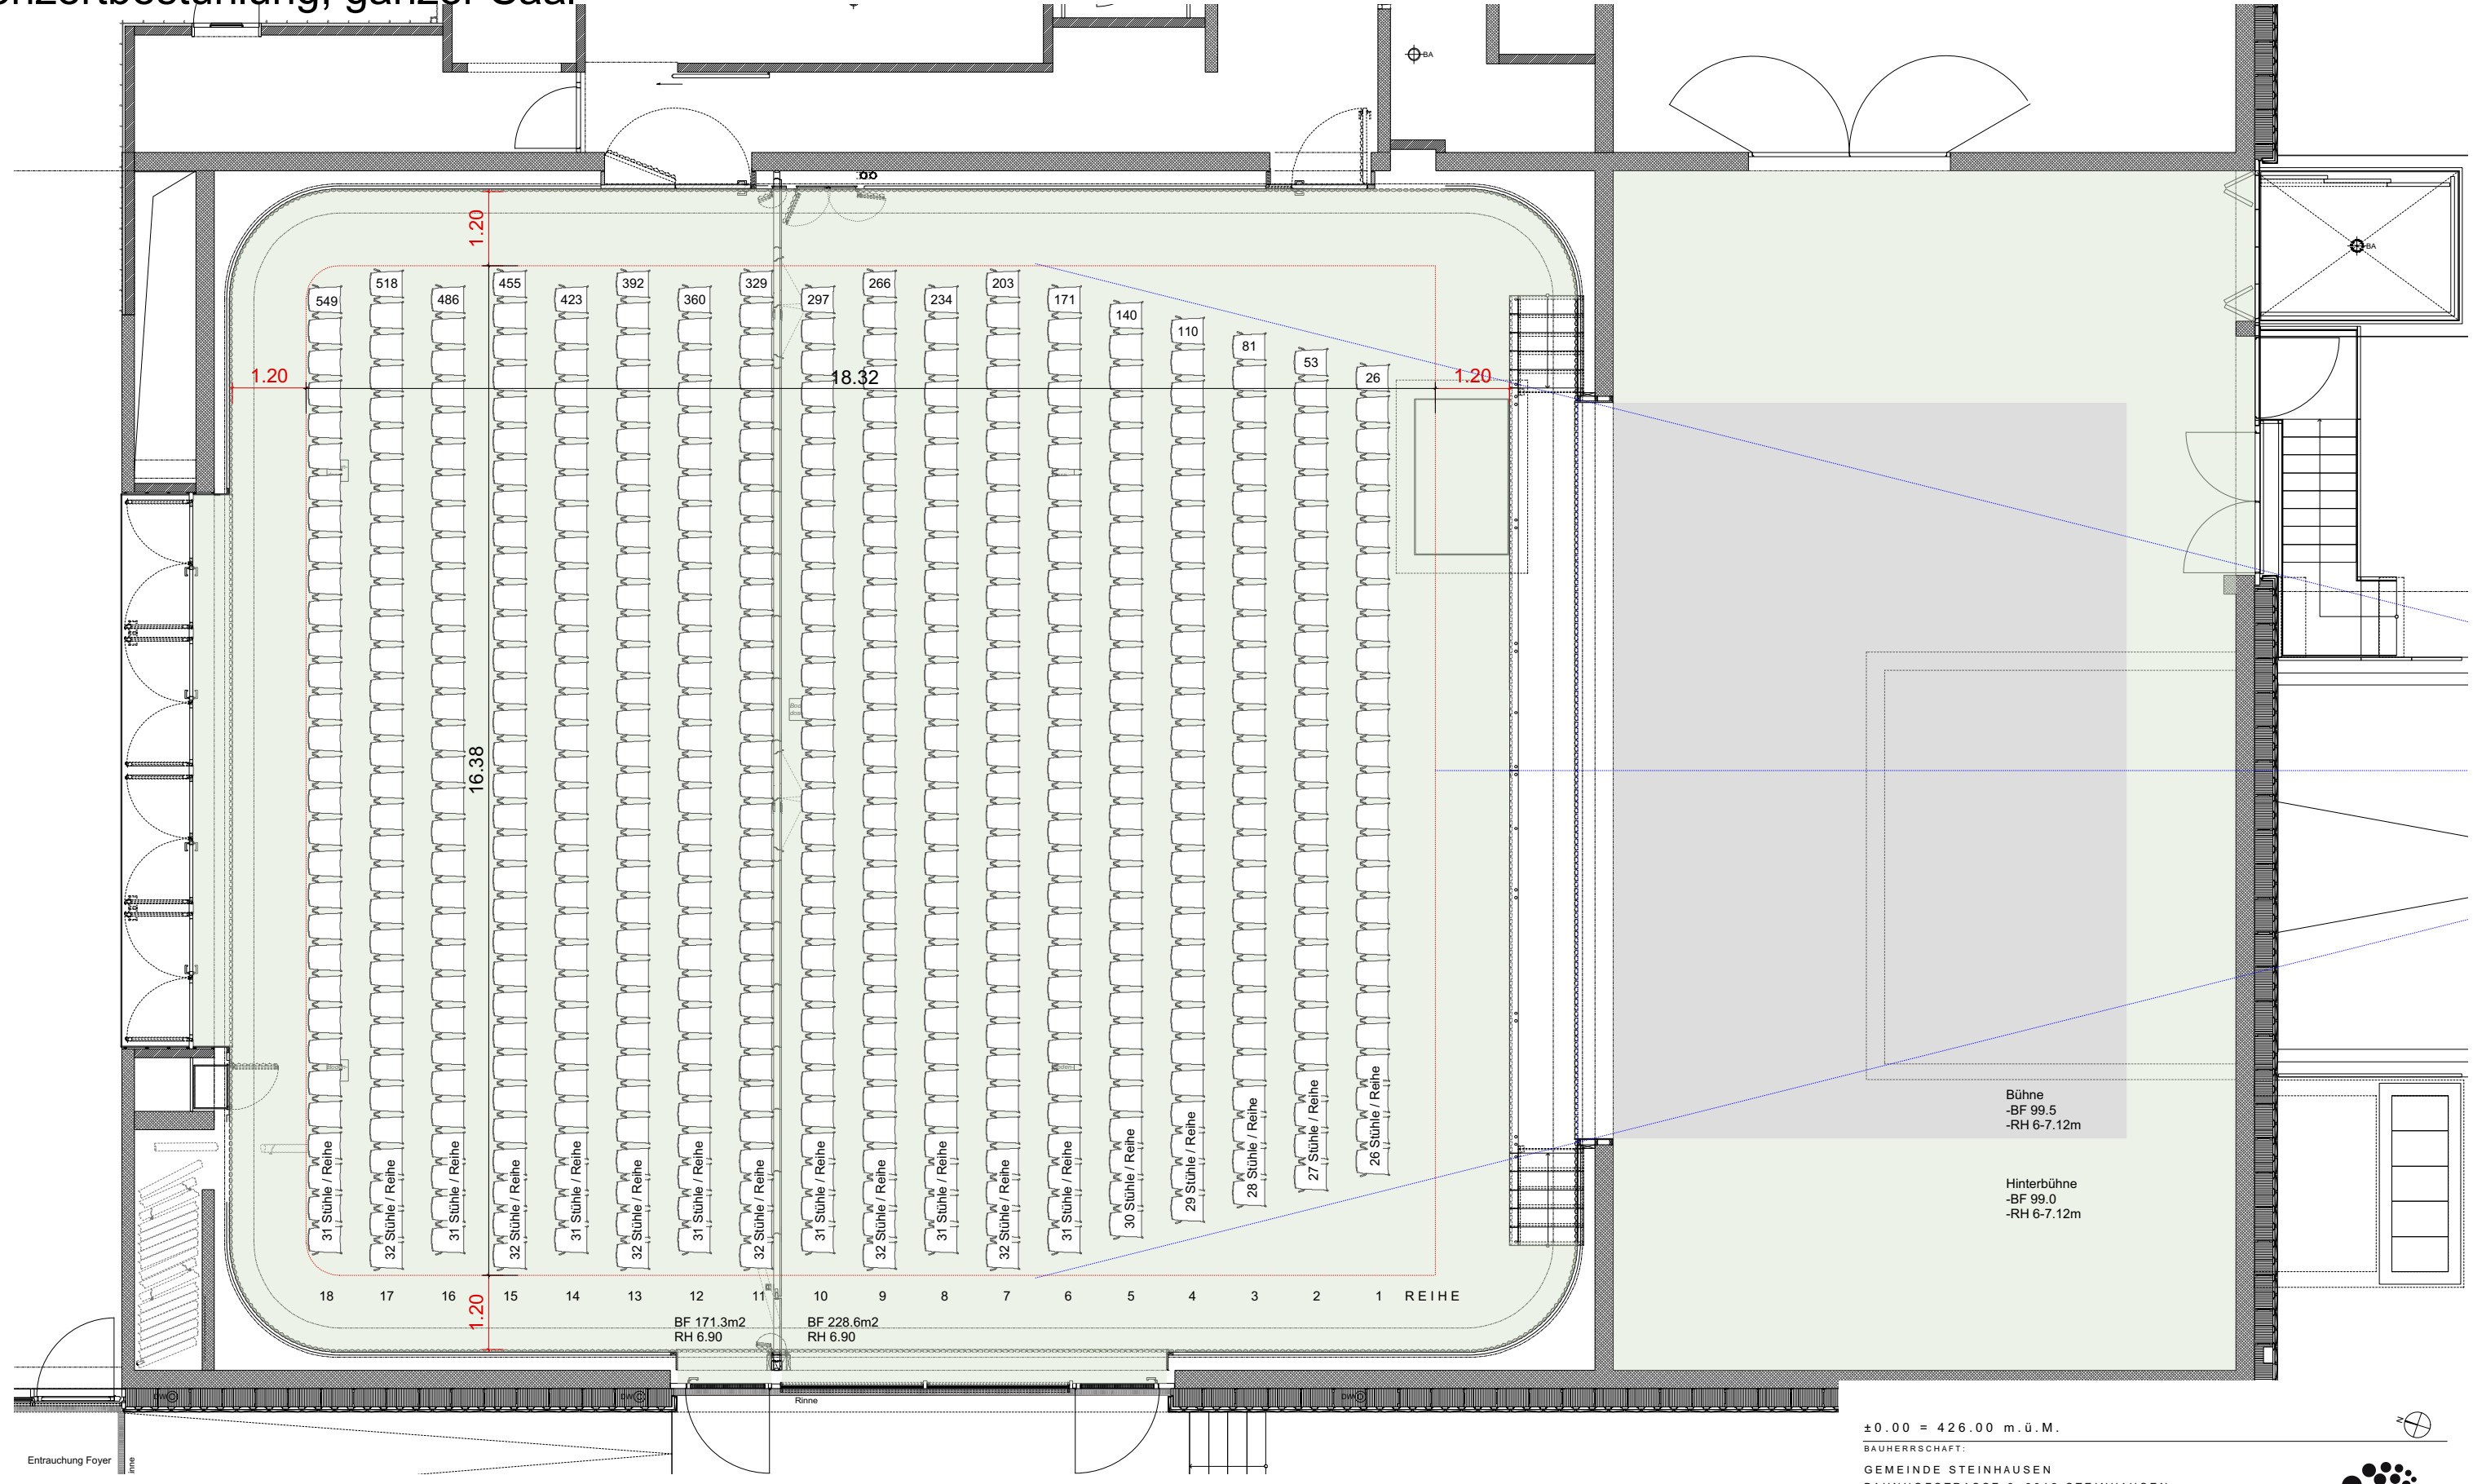 BA
1.20
BA
549
518
486
455
423
392
360
329
297
266
234
203
171
140
110
81
53
26
1.20
18.32
1.20
16.38
31 Stühle / Reihe
32 Stühle / Reihe
31 Stühle / Reihe
32 Stühle / Reihe
31 Stühle / Reihe
32 Stühle / Reihe
31 Stühle / Reihe
32 Stühle / Reihe
31 Stühle / Reihe
32 Stühle / Reihe
31 Stühle / Reihe
32 Stühle / Reihe
31 Stühle / Reihe
30 Stühle / Reihe
29 Stühle / Reihe
28 Stühle / Reihe
27 Stühle / Reihe
26 Stühle / Reihe
Bühne
-BF 99.5
-RH 6-7.12m
Hinterbühne
-BF 99.0
-RH 6-7.12m
18 17 16 15 14 13 12 11 10 9 8 7 6 5 4 3 2 1 REIHE
1.20
BF 171.3m2
RH 6.90
BF 228.6m2
RH 6.90
DW
DW
DW
Rinne
±0.00 = 426.00 m.ü.M.
N
BAUHERRSCHAFT:
GEMEINDE STEINHAUSEN
Entrauchung Foyer